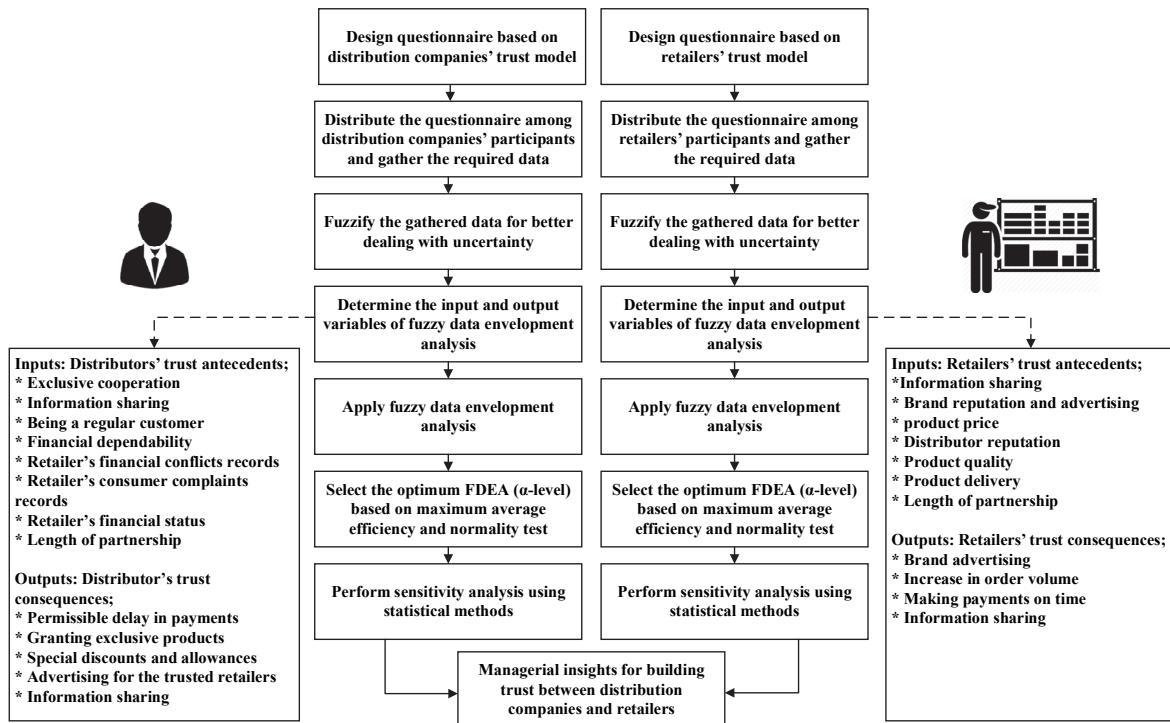 Design questionnaire based on
distribution companies' trust model
Design questionnaire based on
retailers' trust model
Distribute the questionnaire among
distribution companies' participants
and gather the required data
Distribute the questionnaire among
retailers' participants and gather
the required data
Fuzzify the gathered data for better
dealing with uncertainty
Fuzzify the gathered data for better
dealing with uncertainty
Determine the input and output
variables of fuzzy data envelopment
analysis
Determine the input and output
variables of fuzzy data envelopment
analysis
Inputs: Distributors' trust antecedents;
* Exclusive cooperation
* Information sharing
* Being a regular customer
* Financial dependability
* Retailer's financial conflicts records
* Retailer's consumer complaints
records
* Retailer's financial status
* Length of partnership
Outputs: Distributor's trust
consequences;
* Permissible delay in payments
* Granting exclusive products
* Special discounts and allowances
* Advertising for the trusted retailers
* Information sharing
Apply fuzzy data envelopment
analysis
Apply fuzzy data envelopment
analysis
Select the optimum FDEA (α-level)
based on maximum average
efficiency and normality test
Select the optimum FDEA (α-level)
based on maximum average
efficiency and normality test
Perform sensitivity analysis using
statistical methods
Perform sensitivity analysis using
statistical methods
Managerial insights for building
trust between distribution
companies and retailers
Inputs: Retailers' trust antecedents;
*Information sharing
* Brand reputation and advertising
* product price
* Distributor reputation
* Product quality
* Product delivery
* Length of partnership
Outputs: Retailers' trust consequences;
* Brand advertising
* Increase in order volume
* Making payments on time
* Information sharing